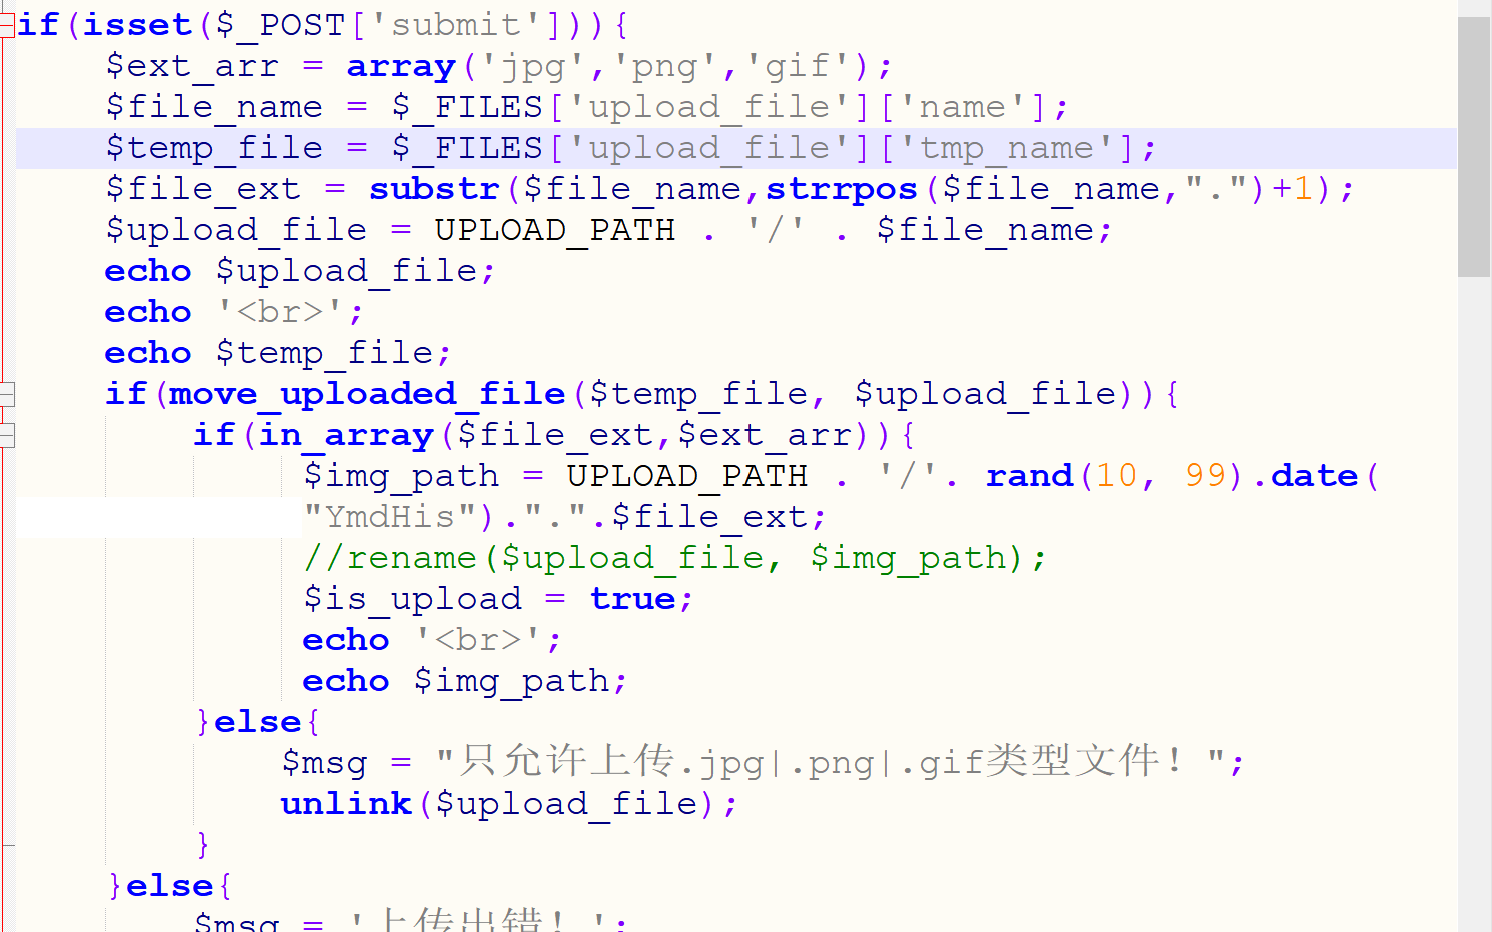 if(isset($_POST['submit'])){
$ext_arr = array('jpg','png','gif');
$file_name = $_FILES['upload_file']['name'];
$temp_file = $_FILES['upload_file']['tmp_name'];
$file_ext = substr($file_name,strrpos($file_name,".")+1);
$upload_file = UPLOAD_PATH . '/' . $file_name;
echo $upload_file;
echo '<br>';
echo $temp_file;
if(move_uploaded_file($temp_file, $upload_file)){
if(in_array($file_ext,$ext_arr)){
$img_path = UPLOAD_PATH . '/'. rand(10, 99).date(
"YmdHis").".".$file_ext;
//rename($upload_file, $img_path);
$is_upload = true;
echo '<br>';
echo $img_path;
}else{
$msg = "只允许上传.jpg|.png|.gif类型文件！";
unlink($upload_file);
}
}else{
$msg = '上传出错！';